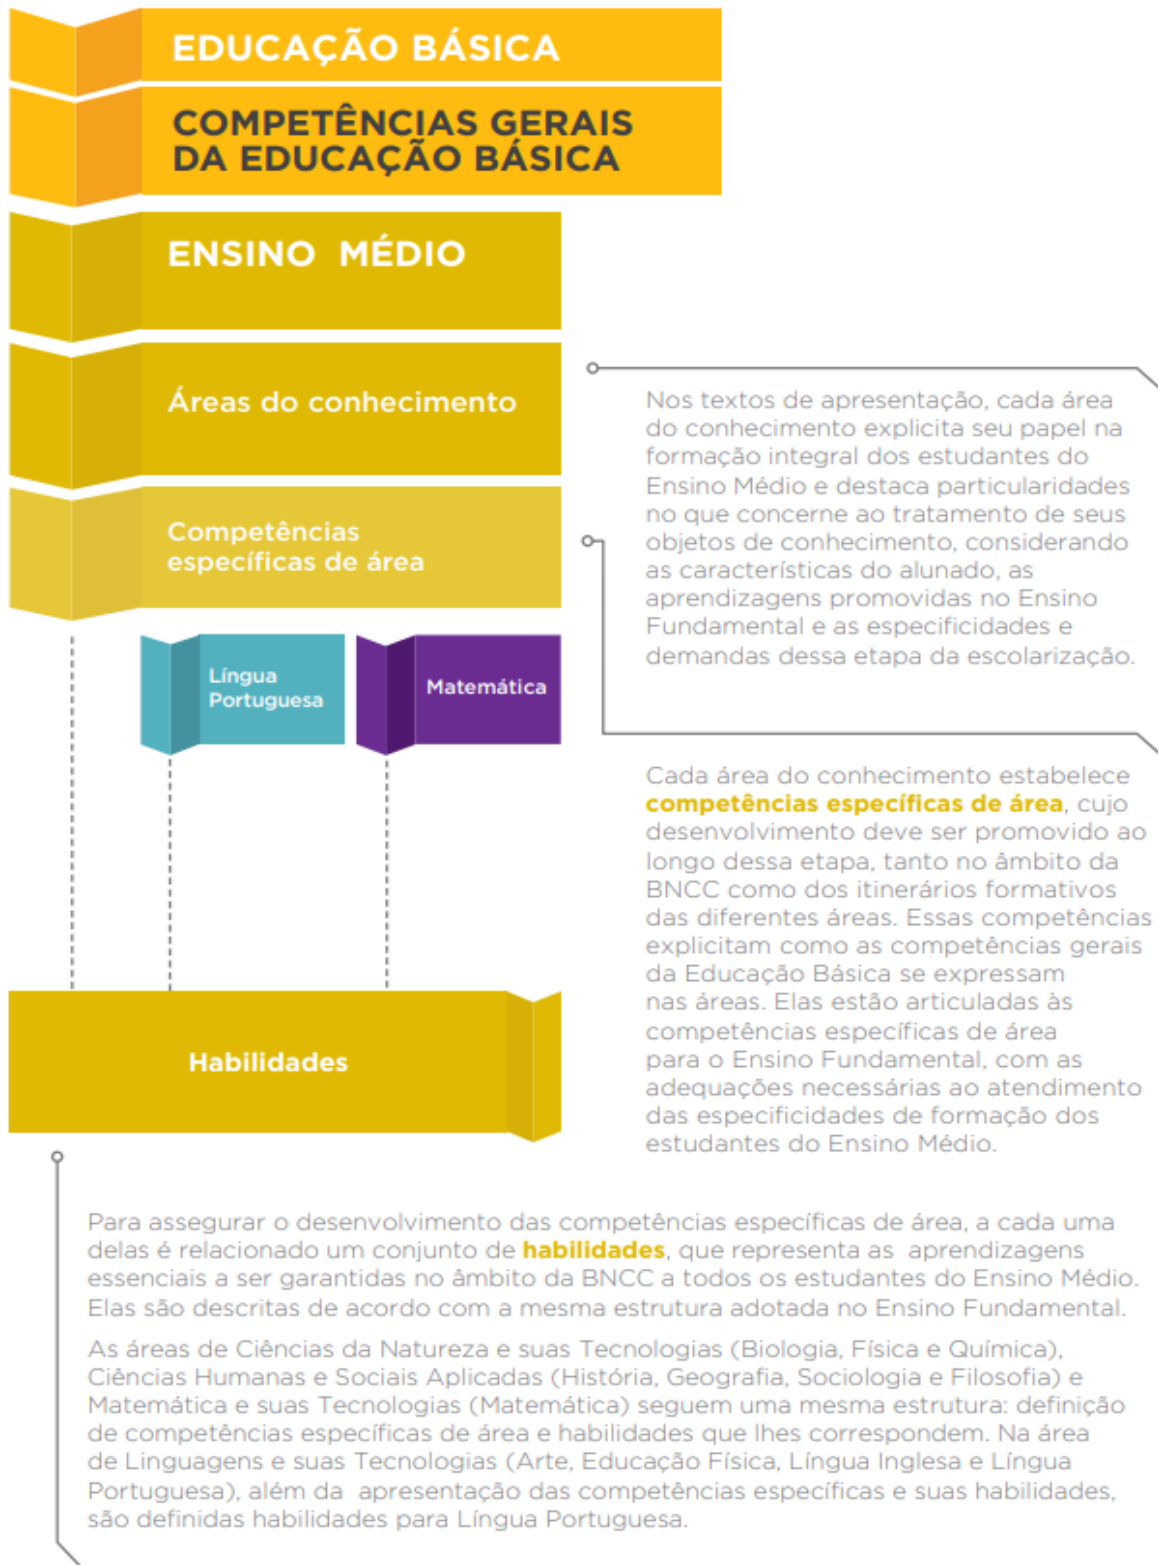 EDUCAÇÃO BÁSICA
COMPETÊNCIAS GERAIS
DA EDUCAÇÃO BÁSICA
ENSINO MÉDIO
Áreas do conhecimento
Nos textos de apresentação, cada área
do conhecimento explicita seu papel na
formação integral dos estudantes do
Ensino Médio e destaca particularidades
no que concerne ao tratamento de seus
objetos de conhecimento, considerando
as características do alunado, as
aprendizagens promovidas no Ensino
Fundamental e as especificidades e
demandas dessa etapa da escolarização.
Competências
específicas de área
Língua
Portuguesa
Matemática
Cada área do conhecimento estabelece
competências específicas de área, cujo
desenvolvimento deve ser promovido ao
longo dessa etapa, tanto no âmbito da
BNCC como dos itinerários formativos
das diferentes áreas. Essas competências
explicitam como as competências gerais
da Educação Básica se expressam
nas áreas. Elas estão articuladas às
competências específicas de área
para o Ensino Fundamental, com as
adequações necessárias ao atendimento
das especificidades de formação dos
estudantes do Ensino Médio.
Habilidades
Para assegurar o desenvolvimento das competências específicas de área, a cada uma
delas é relacionado um conjunto de habilidades, que representa as aprendizagens
essenciais a ser garantidas no âmbito da BNCC a todos os estudantes do Ensino Médio.
Elas são descritas de acordo com a mesma estrutura adotada no Ensino Fundamental.
As áreas de Ciências da Natureza e suas Tecnologias (Biologia, Física e Química),
Ciências Humanas e Sociais Aplicadas (História, Geografia, Sociologia e Filosofia) e
Matemática e suas Tecnologias (Matemática) seguem uma mesma estrutura: definição
de competências específicas de área e habilidades que lhes correspondem. Na área
de Linguagens e suas Tecnologias (Arte, Educação Física, Língua Inglesa e Língua
Portuguesa), além da apresentação das competências específicas e suas habilidades,
são definidas habilidades para Língua Portuguesa.